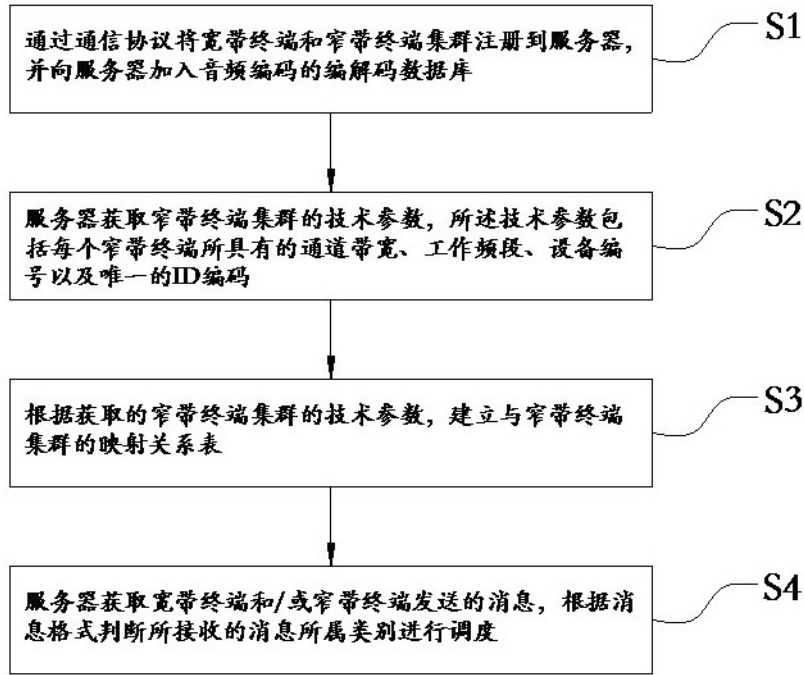 通过通信协议将宽带终端和窄带终端集群注册到服务器，
并向服务器加入音频编码的编解码数据库
S1
服务器获取窄带终端集群的技术参数，所述技术参数包
括每个窄带终端所具有的通道带宽、工作频段、设备编
号以及唯一的ID编码
S2
根据获取的窄带终端集群的技术参数，建立与窄带终端
集群的映射关系表
S3
服务器获取宽带终端和/或窄带终端发送的消息，根据消
息格式判断所接收的消息所属类别进行调度
S4